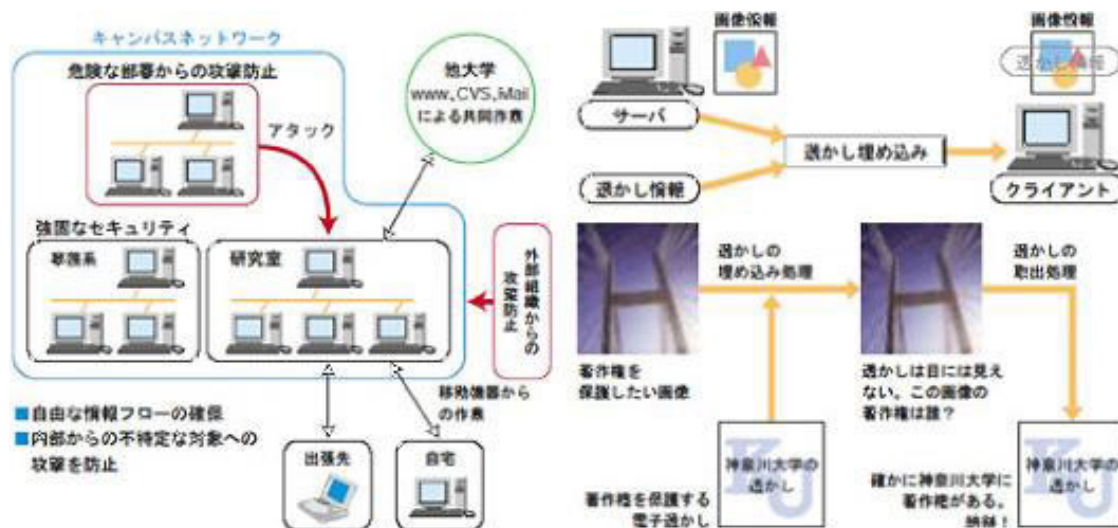 キャンパスネットワーク
危険な部署からの攻撃防止
アタック
他大学
www,CVS,Mail
による共同作業
強固なセキュリティ
事務系
研究室
外部組織からの
攻撃防止
移動機器から
の作業
■自由な情報フローの確保
■内部からの不特定な対象への
攻撃を防止
出張先
自宅
画像情報
サーバ
透かし情報
透かし埋め込み
画像情報
透かし情報
クライアント
透かしの
埋め込み処理
透かしの
取出処理
著作権を
保護したい画像
透かしは目には見え
ない。この画像の
著作権は誰?
神奈川大学の
透かし
著作権を保護する
電子透かし
神奈川大学の
透かし
確かに神奈川大学に
著作権がある。